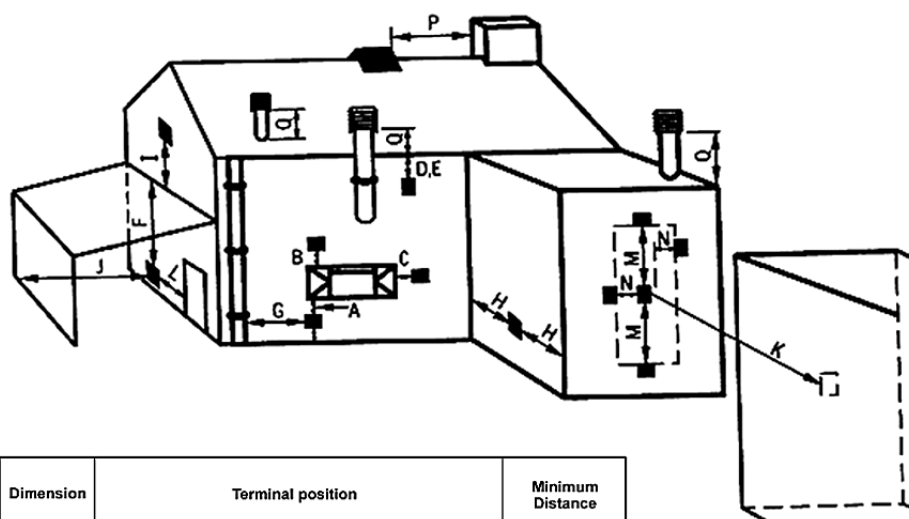 P
Q
Q
D,E
Q
I
F
B
C
M
N
J
L
N
A
G
H
H
M
K
Dimension
Terminal position
Minimum
Distance